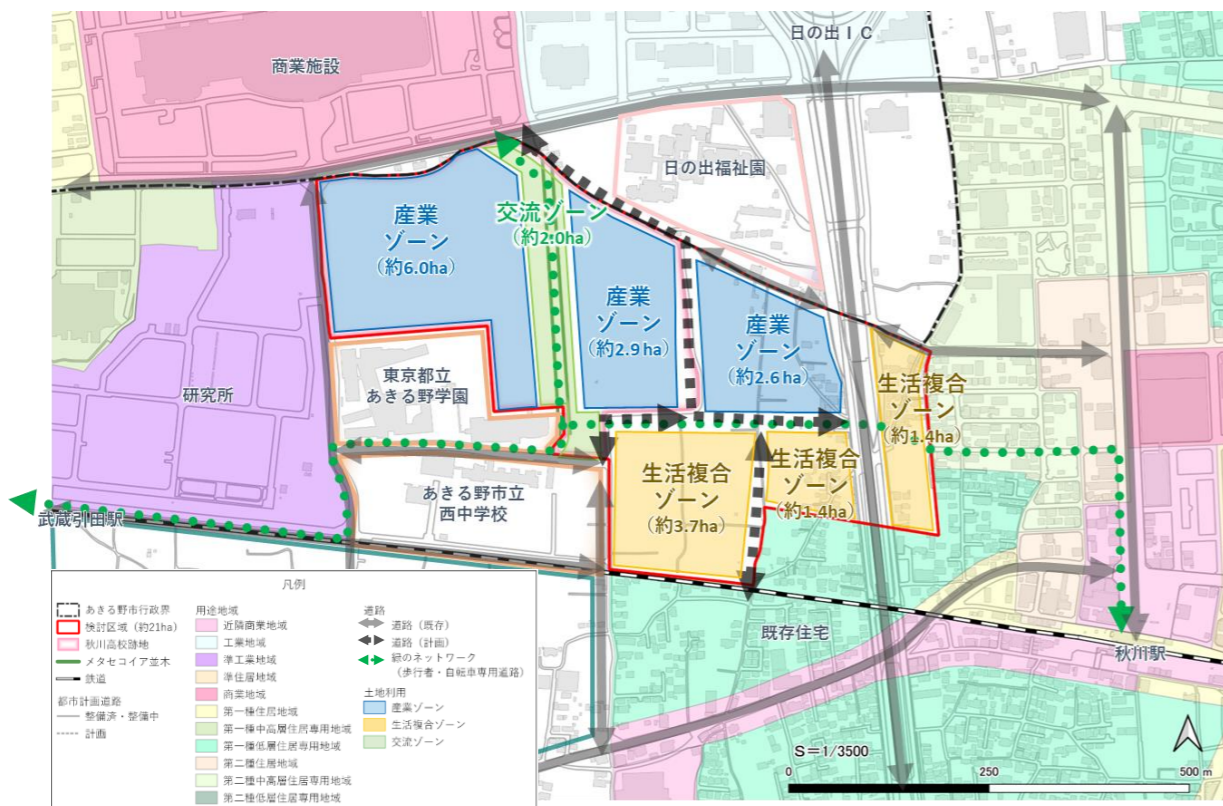 日の出IC
商業施設
日の出福祉園
産業
ゾーン
（約6.0ha）
交流ゾーン
（約2.0ha）
産業
ゾーン
（約2.9ha）
産業
ゾーン
（約2.6ha）
生活複合
ゾーン
（約1.4ha）
研究所
東京都立
あきる野学園
生活複合
ゾーン
（約3.7ha）
生活複合
ゾーン
（約1.4ha）
あきる野市立
西中学校
武蔵引田駅
既存住宅
秋川駅
凡例
あきる野市行政界
検討区域（約21ha）
秋川高校跡地
メタセコイア並木
鉄道
都市計画道路
整備済・整備中
計画
用途地域
近隣商業地域
工業地域
準工業地域
準住居地域
商業地域
第一種住居地域
第一種中高層住居専用地域
第一種低層住居専用地域
第二種住居地域
第二種中高層住居専用地域
第二種低層住居専用地域
道路
道路（既存）
道路（計画）
緑のネットワーク
（歩行者・自転車専用道路）
土地利用
産業ゾーン
生活複合ゾーン
交流ゾーン
S＝1/3500
0 250 500 m